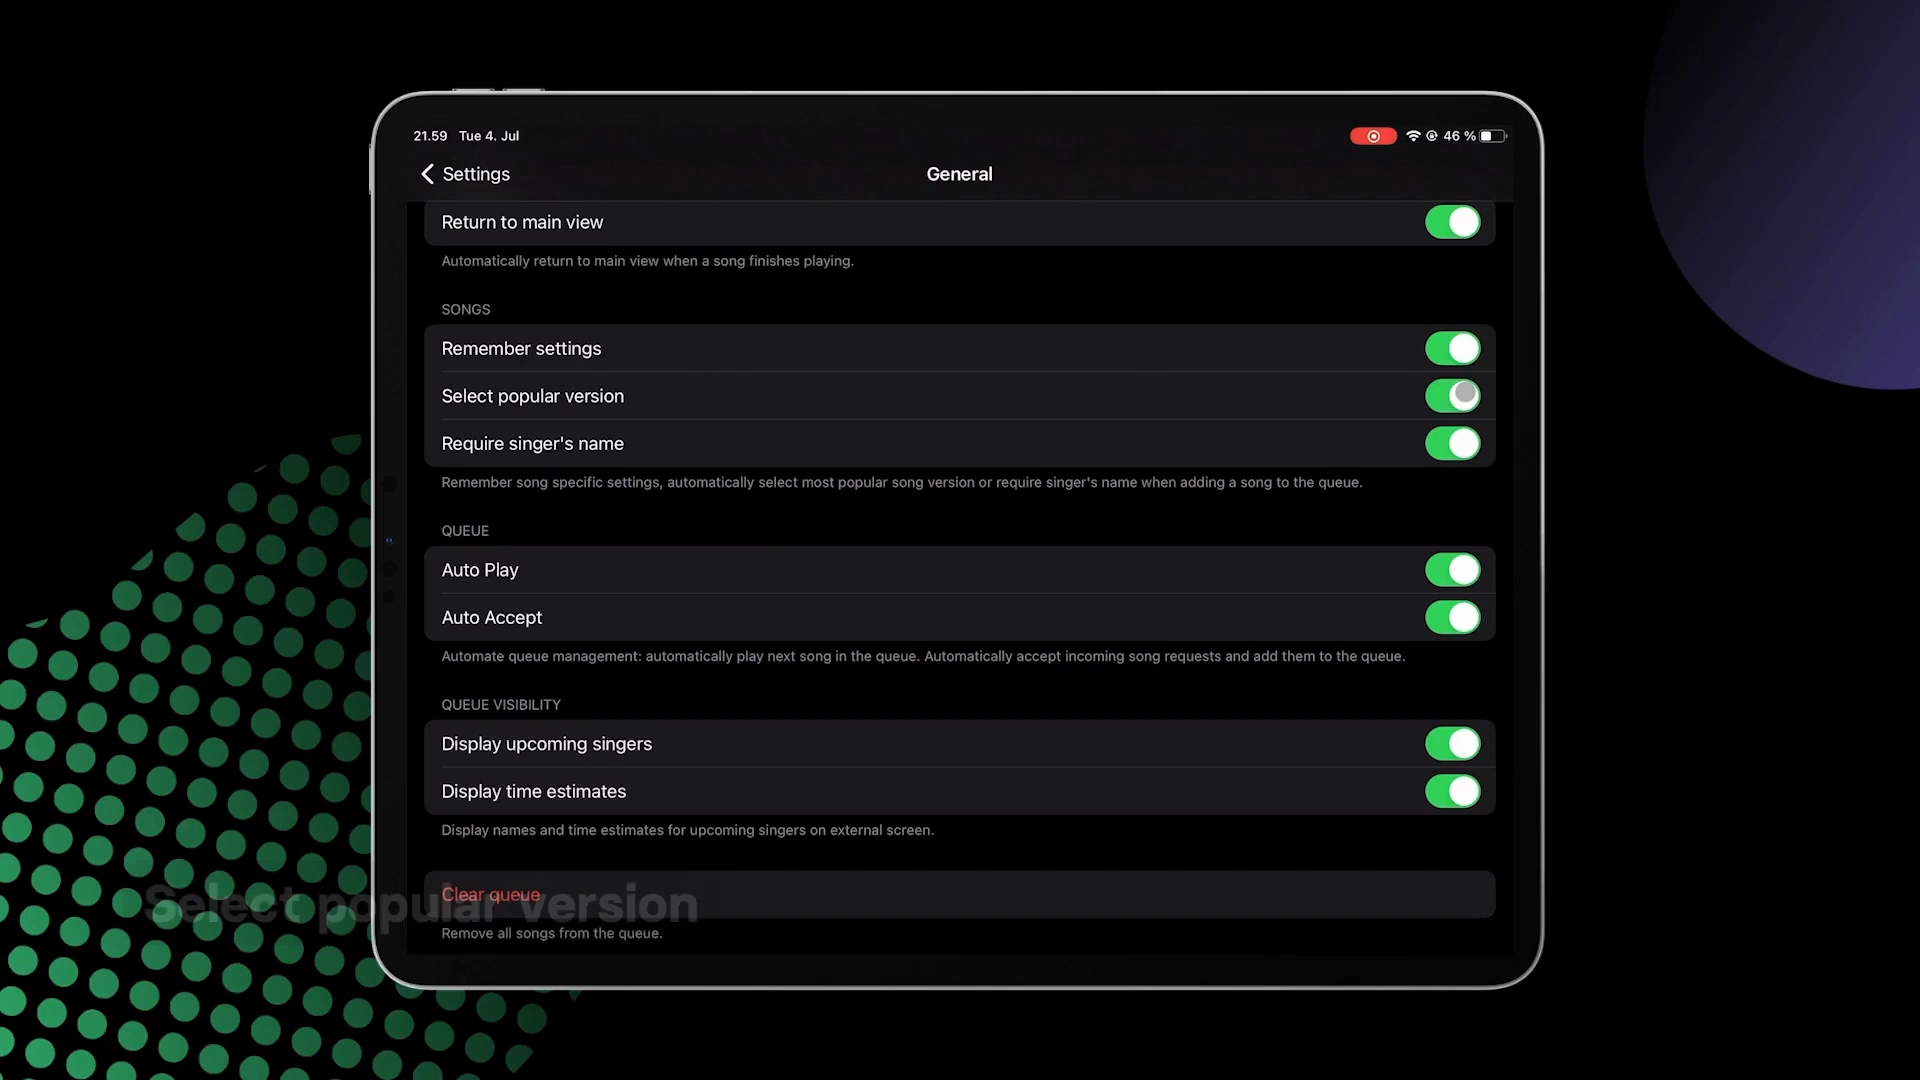 21.59 Tue 4. Jul
46 %
Settings
General
Return to main view
Automatically return to main view when a song finishes playing.
SONGS
Remember settings
Select popular version
Require singer's name
Remember song specific settings, automatically select most popular song version or require singer's name when adding a song to the queue.
QUEUE
Auto Play
Auto Accept
Automate queue management: automatically play next song in the queue. Automatically accept incoming song requests and add them to the queue.
QUEUE VISIBILITY
Display upcoming singers
Display time estimates
Display names and time estimates for upcoming singers on external screen.
Clear queue
Select popular version
Remove all songs from the queue.